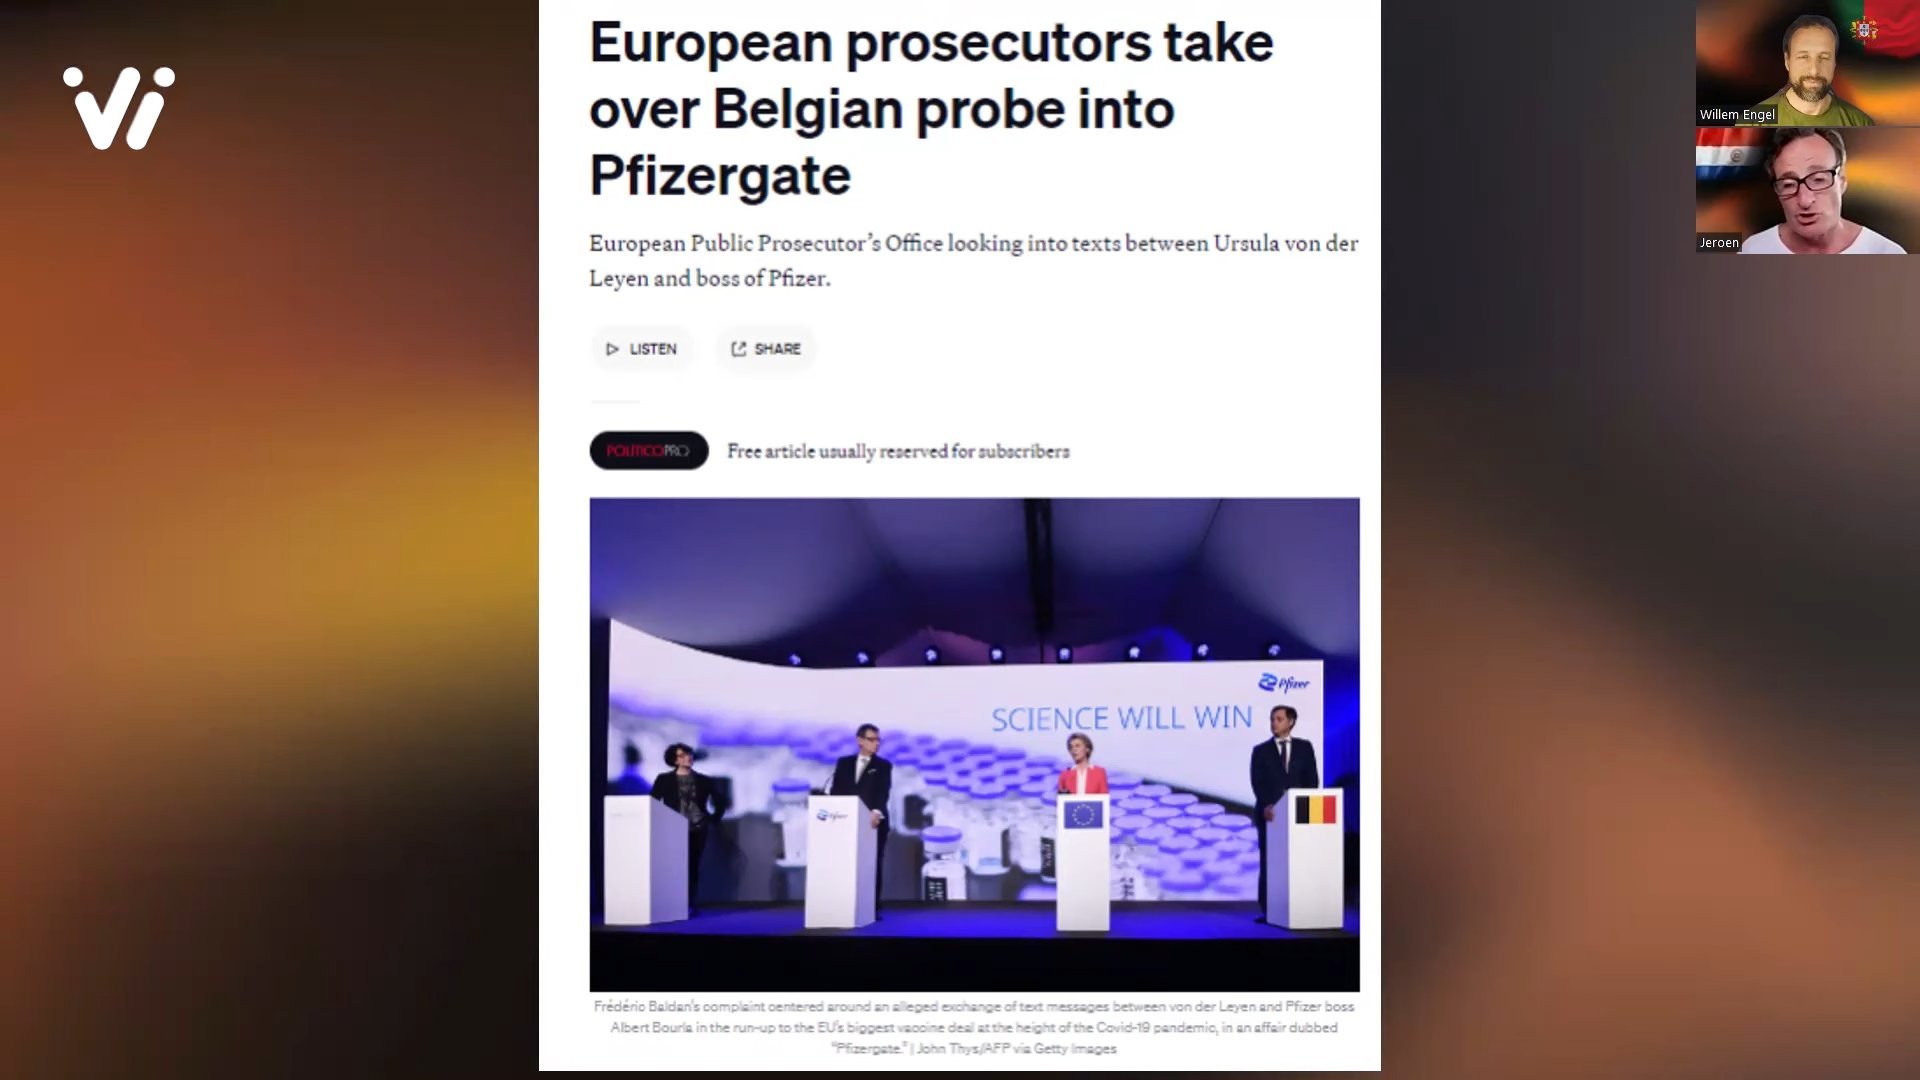 European prosecutors take
over Belgian probe into
Pfizergate
European Public Prosecutor’s Office looking into texts between Ursula von der
Leyen and boss of Pfizer.
LISTEN
SHARE
POLITICOPRO
Free article usually reserved for subscribers
Pfizer
SCIENCE WILL WIN
Pfizer
Frédéric Baldan's complaint centered around an alleged exchange of text messages between von der Leyen and Pfizer boss
Albert Bourla in the run-up to the EU's biggest vaccine deal at the height of the Covid-19 pandemic, in an affair dubbed
“Pfizergate.” | John Thys/AFP via Getty Images
Vi
Willem Engel
Jeroen